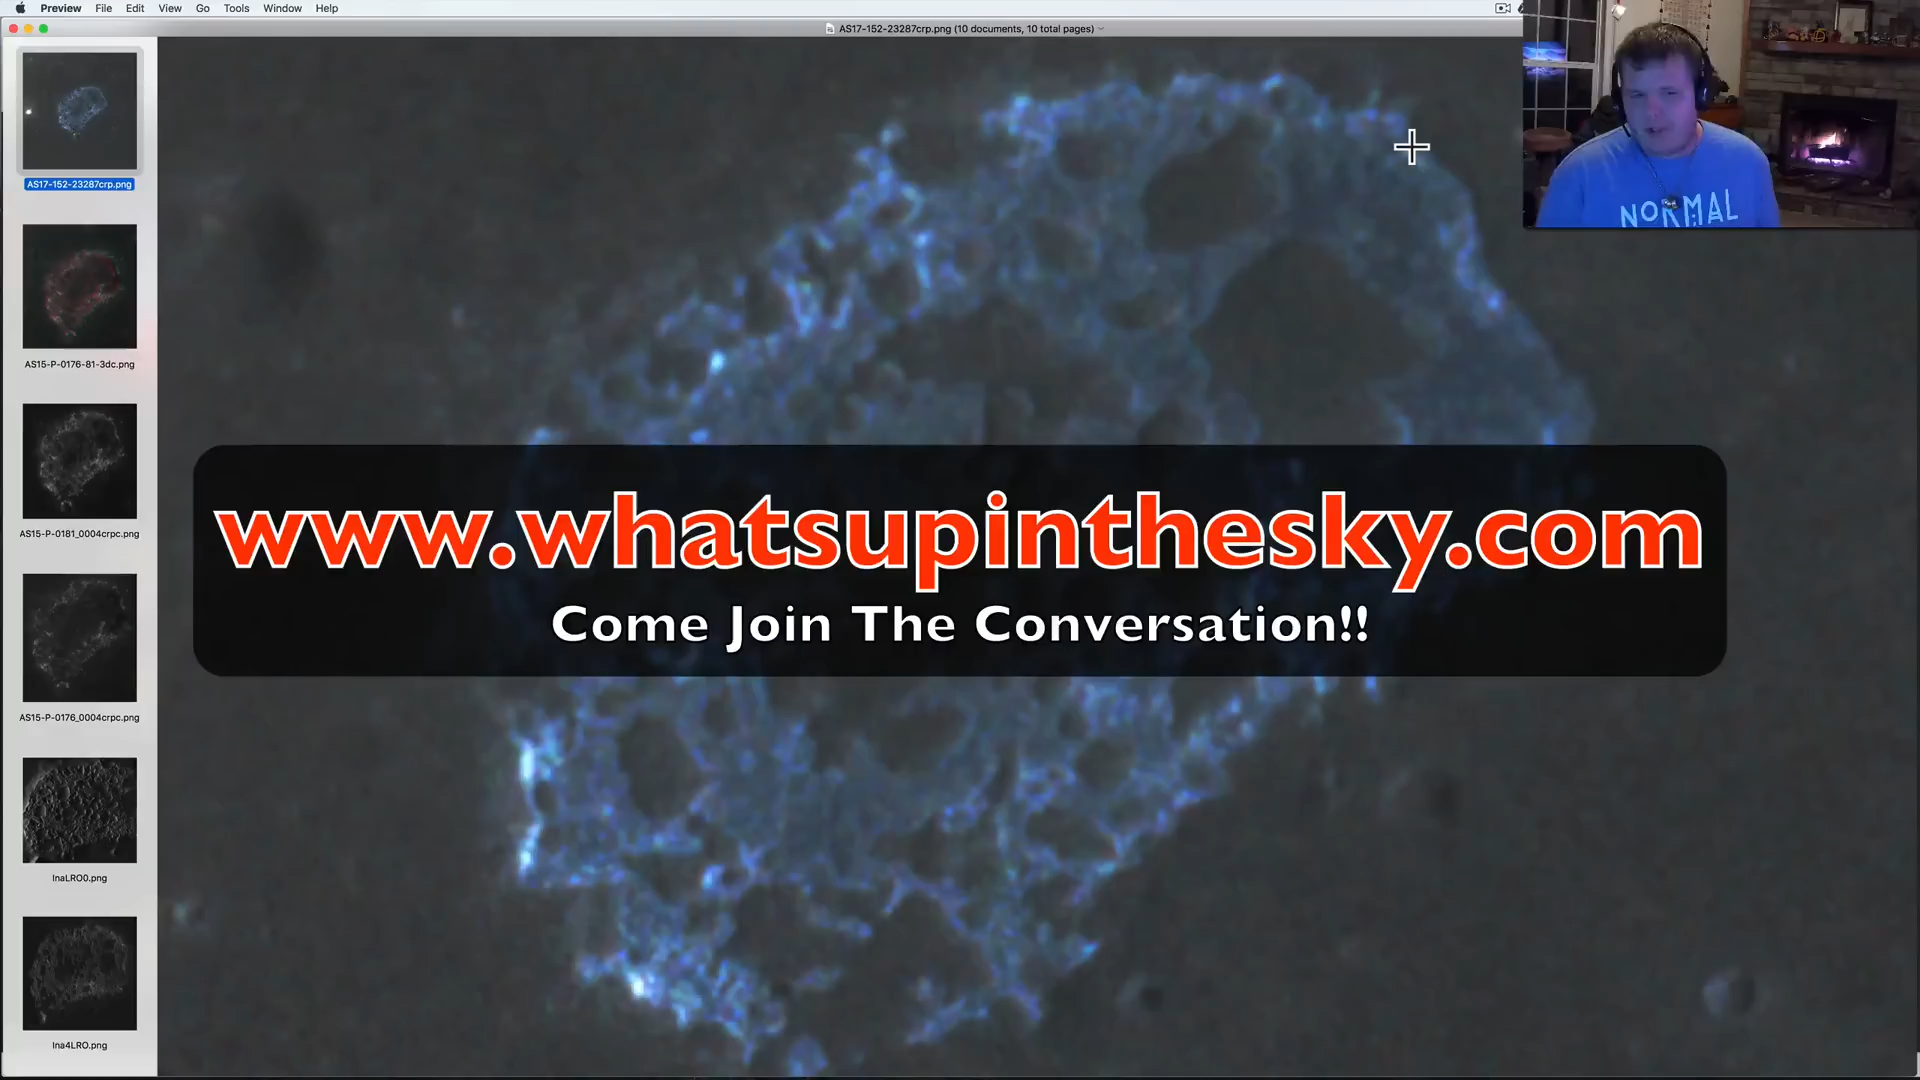 Preview File Edit View Go Tools Window Help
AS17-152-23287crp.png (10 documents, 10 total pages)
AS17-152-23287crp.png
AS15-P-0176-81-3dc.png
AS15-P-0181_0004crpc.png
AS15-P-0176_0004crpc.png
InaLRO0.png
Ina4LRO.png
NORMAL
www.whatsupinthesky.com
Come Join The Conversation!!